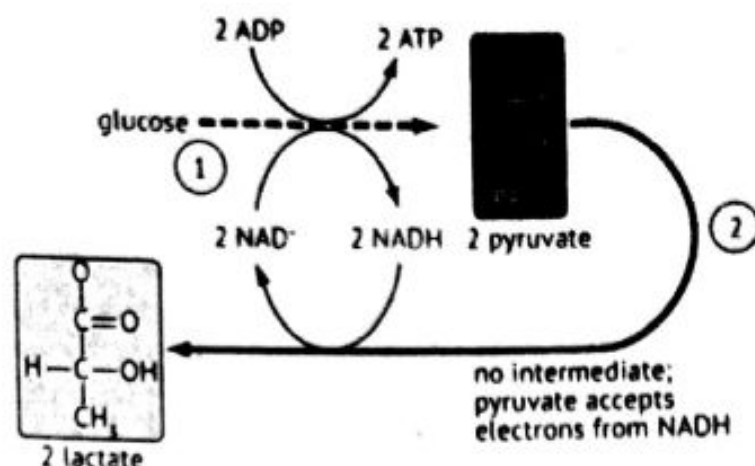 2 ADP 2 ATP
glucose
1
2 NAD⁻ 2 NADH 2 pyruvate
2
O
C=O
H–C–OH
CH₃
2 lactate
no intermediate;
pyruvate accepts
electrons from NADH